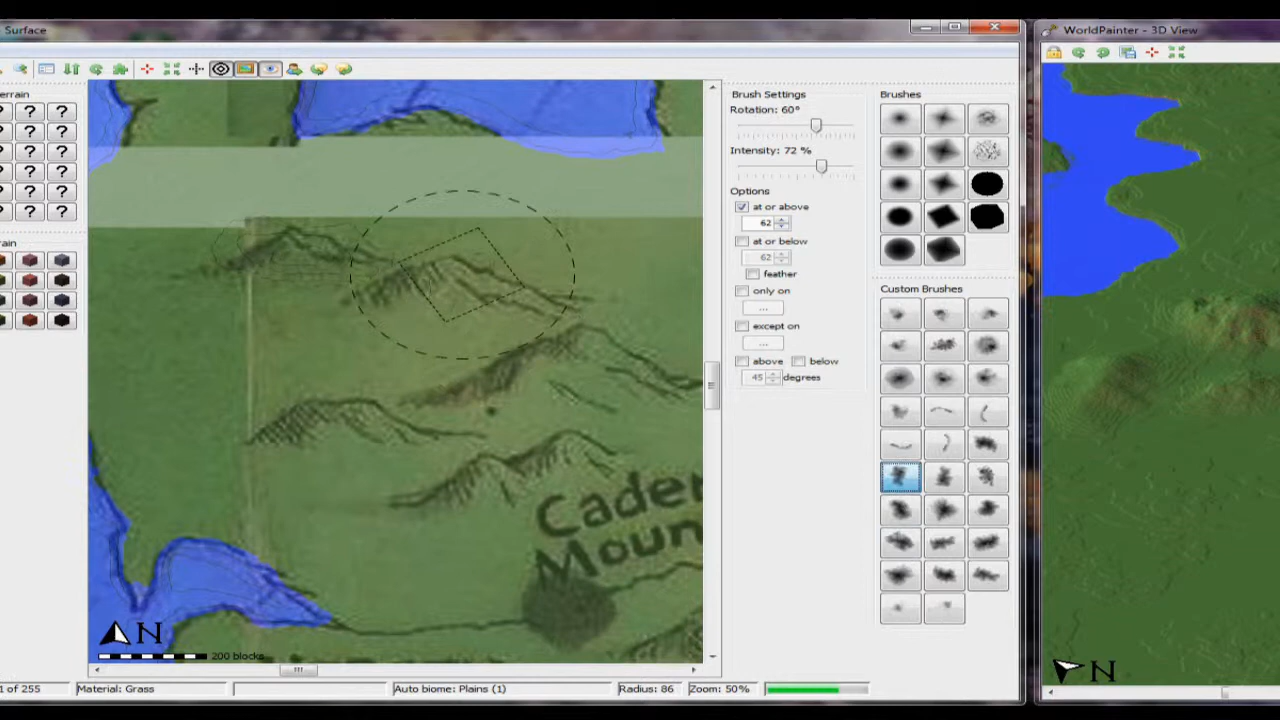 Surface
WorldPainter - 3D View
errain
? ? ?
? ? ?
? ? ?
? ? ?
? ? ?
? ? ?
rain
Brush Settings
Rotation: 60°
Intensity: 72 %
Options
at or above
62
at or below
62
feather
only on
...
except on
...
above below
45 degrees
Brushes
Custom Brushes
Cader
Moun
N
200 blocks
N
1 of 255
Material: Grass
Auto biome: Plains (1)
Radius: 86
Zoom: 50%